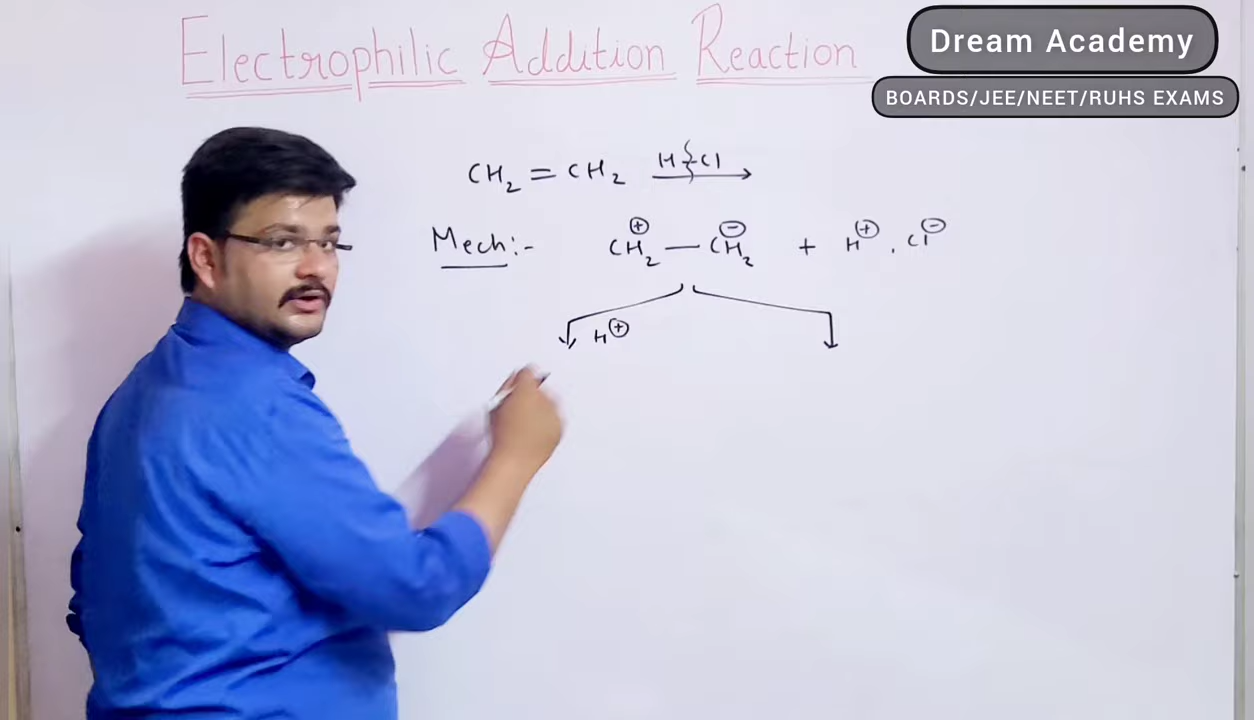 Electrophilic Addition Reaction
Dream Academy
BOARDS/JEE/NEET/RUHS EXAMS
CH₂ = CH₂ H-Cl →
Mech:- CH₂⊕ — CH₂⊖ + H⊕ . Cl⊖
H⊕